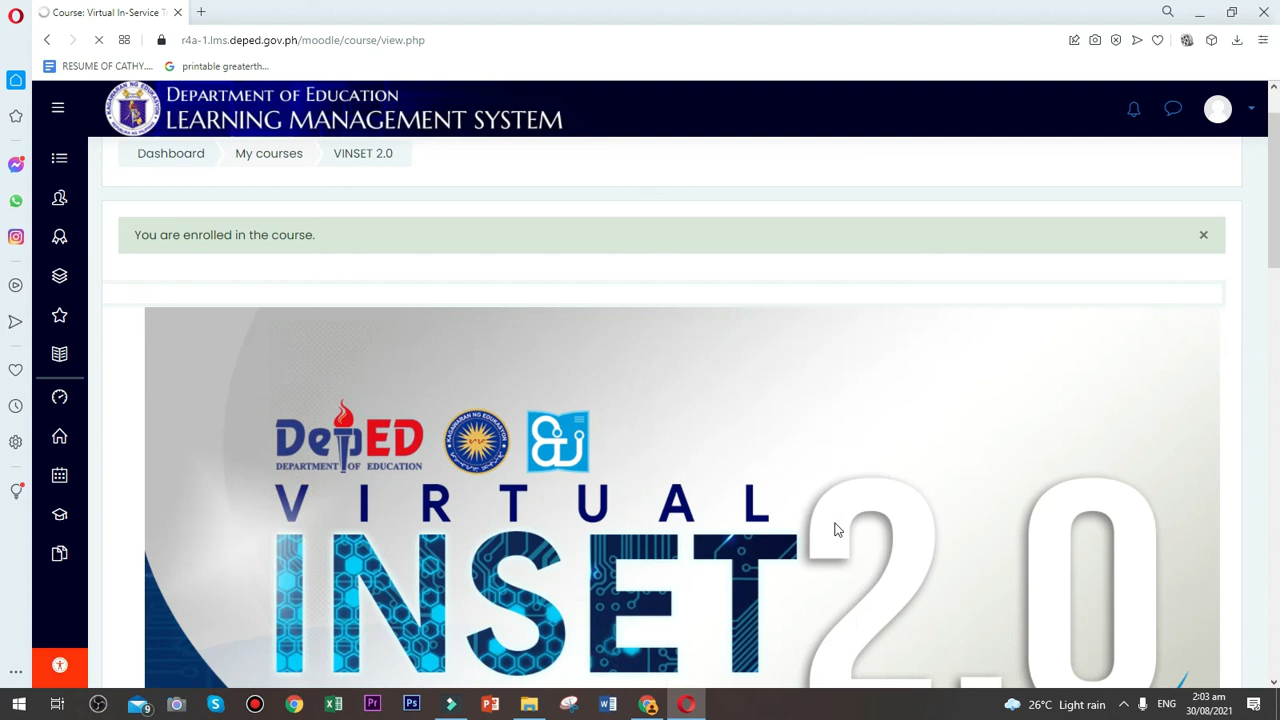 Course: Virtual In-Service T
r4a-1.lms.deped.gov.ph/moodle/course/view.php
RESUME OF CATHY....
printable greaterth...
DEPARTMENT OF EDUCATION
LEARNING MANAGEMENT SYSTEM
Dashboard
My courses
VINSET 2.0
You are enrolled in the course.
×
DepED
DEPARTMENT OF EDUCATION
VIRTUAL
INSET 2.0
9
26°C Light rain
ENG
2:03 am
30/08/2021